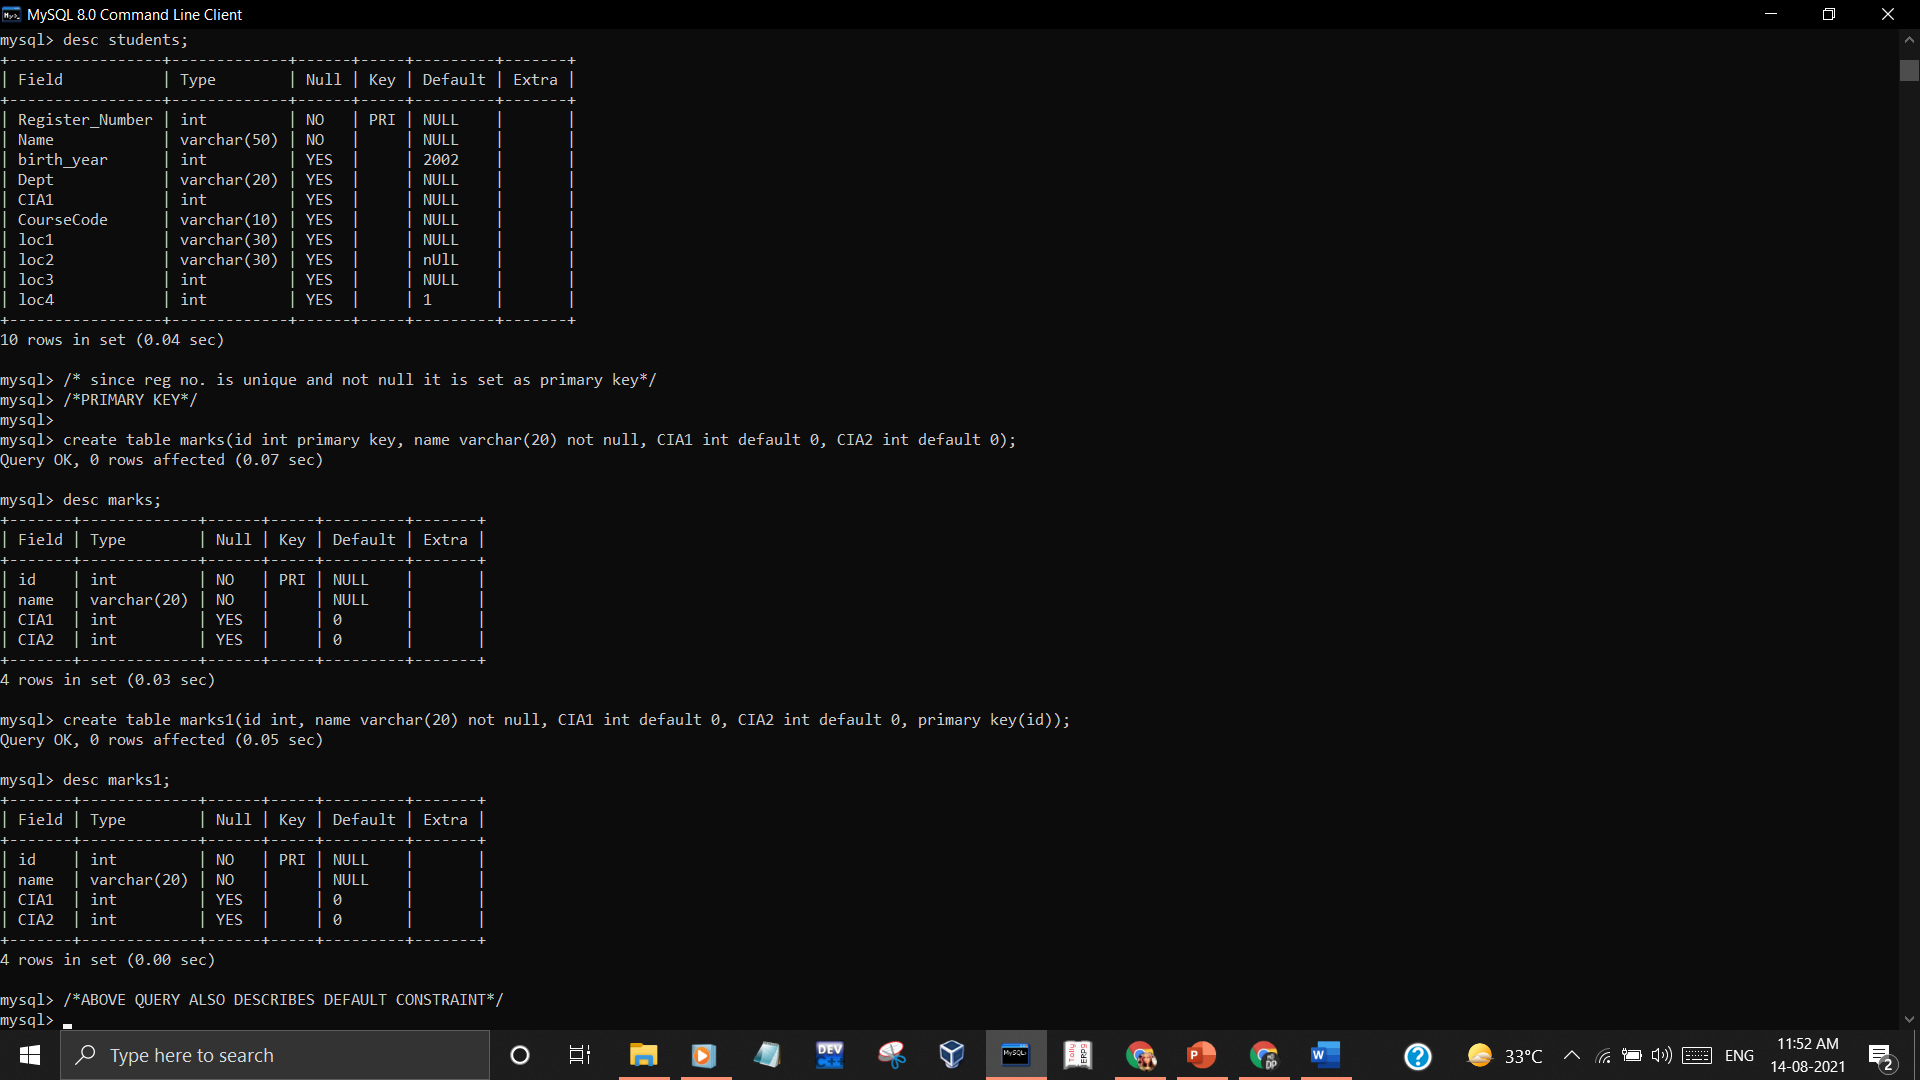 MySQL 8.0 Command Line Client
mysql> desc students;
+-----------------+-------------+------+-----+---------+-------+
| Field           | Type        | Null | Key | Default | Extra |
+-----------------+-------------+------+-----+---------+-------+
| Register_Number | int         | NO   | PRI | NULL    |       |
| Name            | varchar(50) | NO   |     | NULL    |       |
| birth_year      | int         | YES  |     | 2002    |       |
| Dept            | varchar(20) | YES  |     | NULL    |       |
| CIA1            | int         | YES  |     | NULL    |       |
| CourseCode      | varchar(10) | YES  |     | NULL    |       |
| loc1            | varchar(30) | YES  |     | NULL    |       |
| loc2            | varchar(30) | YES  |     | nUlL    |       |
| loc3            | int         | YES  |     | NULL    |       |
| loc4            | int         | YES  |     | 1       |       |
+-----------------+-------------+------+-----+---------+-------+
10 rows in set (0.04 sec)
mysql> /* since reg no. is unique and not null it is set as primary key*/
mysql> /*PRIMARY KEY*/
mysql>
mysql> create table marks(id int primary key, name varchar(20) not null, CIA1 int default 0, CIA2 int default 0);
Query OK, 0 rows affected (0.07 sec)
mysql> desc marks;
+-------+-------------+------+-----+---------+-------+
| Field | Type        | Null | Key | Default | Extra |
+-------+-------------+------+-----+---------+-------+
| id    | int         | NO   | PRI | NULL    |       |
| name  | varchar(20) | NO   |     | NULL    |       |
| CIA1  | int         | YES  |     | 0       |       |
| CIA2  | int         | YES  |     | 0       |       |
+-------+-------------+------+-----+---------+-------+
4 rows in set (0.03 sec)
mysql> create table marks1(id int, name varchar(20) not null, CIA1 int default 0, CIA2 int default 0, primary key(id));
Query OK, 0 rows affected (0.05 sec)
mysql> desc marks1;
+-------+-------------+------+-----+---------+-------+
| Field | Type        | Null | Key | Default | Extra |
+-------+-------------+------+-----+---------+-------+
| id    | int         | NO   | PRI | NULL    |       |
| name  | varchar(20) | NO   |     | NULL    |       |
| CIA1  | int         | YES  |     | 0       |       |
| CIA2  | int         | YES  |     | 0       |       |
+-------+-------------+------+-----+---------+-------+
4 rows in set (0.00 sec)
mysql> /*ABOVE QUERY ALSO DESCRIBES DEFAULT CONSTRAINT*/
mysql>
Type here to search
DEV
MySQL
Tally ERP9
P
DP
W
?
33°C
ENG
11:52 AM
14-08-2021
2